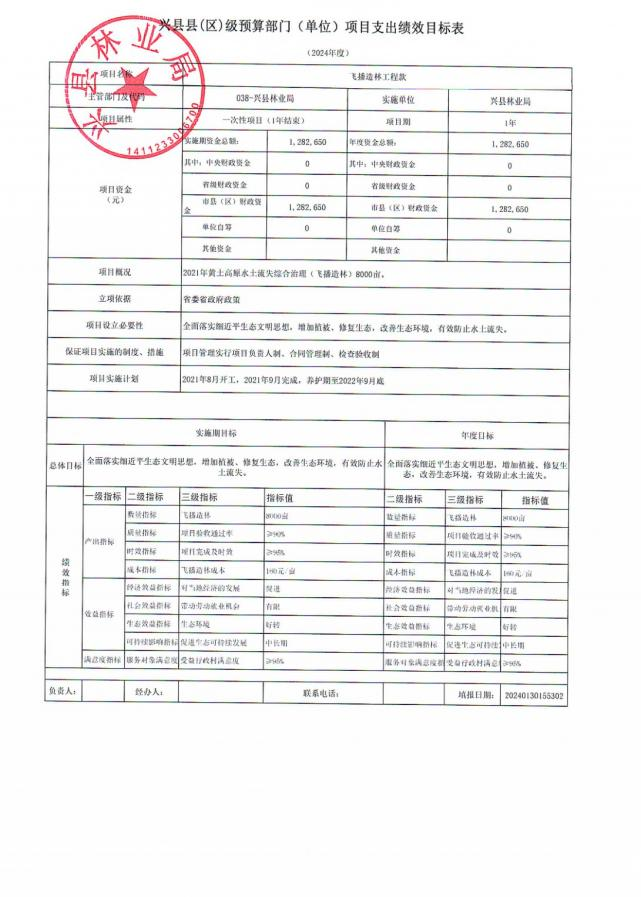 兴县县(区)级预算部门（单位）项目支出绩效目标表
（2024年度）
项目名称 飞播造林工程款
主管部门及代码 038-兴县林业局 实施单位 兴县林业局
项目属性 一次性项目（1年结束） 项目期 1年
项目资金（元） 实施期资金总额: 1,282,650 年度资金总额: 1,282,650
其中: 中央财政资金 0 其中: 中央财政资金 0
省级财政资金 0 省级财政资金 0
市县（区）财政资金 1,282,650 市县（区）财政资金 1,282,650
单位自筹 0 单位自筹 0
其他资金 其他资金
项目概况 2021年黄土高原水土流失综合治理（飞播造林）8000亩。
立项依据 省委省政府政策
项目设立必要性 全面落实细近平生态文明思想，增加植被、修复生态，改善生态环境，有效防止水土流失。
保证项目实施的制度、措施 项目管理实行项目负责人制、合同管理制、检查验收制
项目实施计划 2021年8月开工，2021年9月完成，养护期至2022年9月底
实施期目标 年度目标
总体目标 全面落实细近平生态文明思想，增加植被、修复生态，改善生态环境，有效防止水土流失。 全面落实细近平生态文明思想，增加植被、修复生态，改善生态环境，有效防止水土流失。
绩效指标 一级指标 二级指标 三级指标 指标值 二级指标 三级指标 指标值
产出指标 数量指标 飞播造林 8000亩 数量指标 飞播造林 8000亩
质量指标 项目验收通过率 ≥90% 质量指标 项目验收通过率 ≥90%
时效指标 项目完成及时效 ≥95% 时效指标 项目完成及时效 ≥95%
成本指标 飞播造林成本 160元/亩 成本指标 飞播造林成本 160元/亩
效益指标 经济效益指标 对当地经济的发展 促进 经济效益指标 对当地经济的发 促进
社会效益指标 带动劳动就业机会 有限 社会效益指标 带动劳动就业机 有限
生态效益指标 生态环境 好转 生态效益指标 生态环境 好转
可持续影响指标 促进生态可持续发展 中长期 可持续影响指标 促进生态可持续 中长期
满意度指标 服务对象满意度 受益行政村满意度 ≥95% 服务对象满意度指 受益行政村满意 ≥95%
负责人: 经办人: 联系电话: 填报日期: 20240130155302
兴县林业局
1411233006700